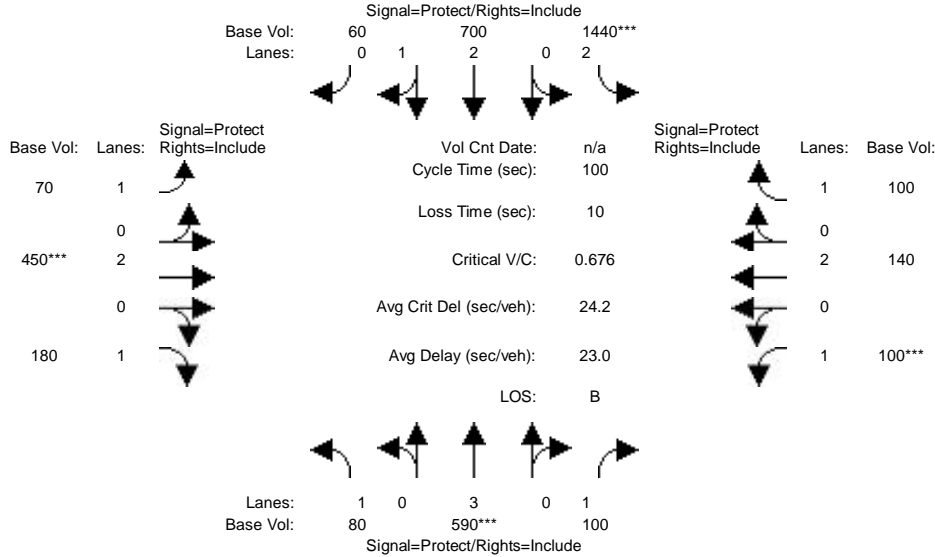 Signal=Protect/Rights=Include
Base Vol: 60 700 1440***
Lanes: 0 1 2 0 2
Signal=Protect
Rights=Include
Base Vol: Lanes:
Vol Cnt Date: n/a
Signal=Protect
Rights=Include
Lanes: Base Vol:
Cycle Time (sec): 100
70 1
1 100
Loss Time (sec): 10
0
0
450*** 2
Critical V/C: 0.676
2 140
0
Avg Crit Del (sec/veh): 24.2
0
180 1
Avg Delay (sec/veh): 23.0
1 100***
LOS: B
Lanes: 1 0 3 0 1
Base Vol: 80 590*** 100
Signal=Protect/Rights=Include